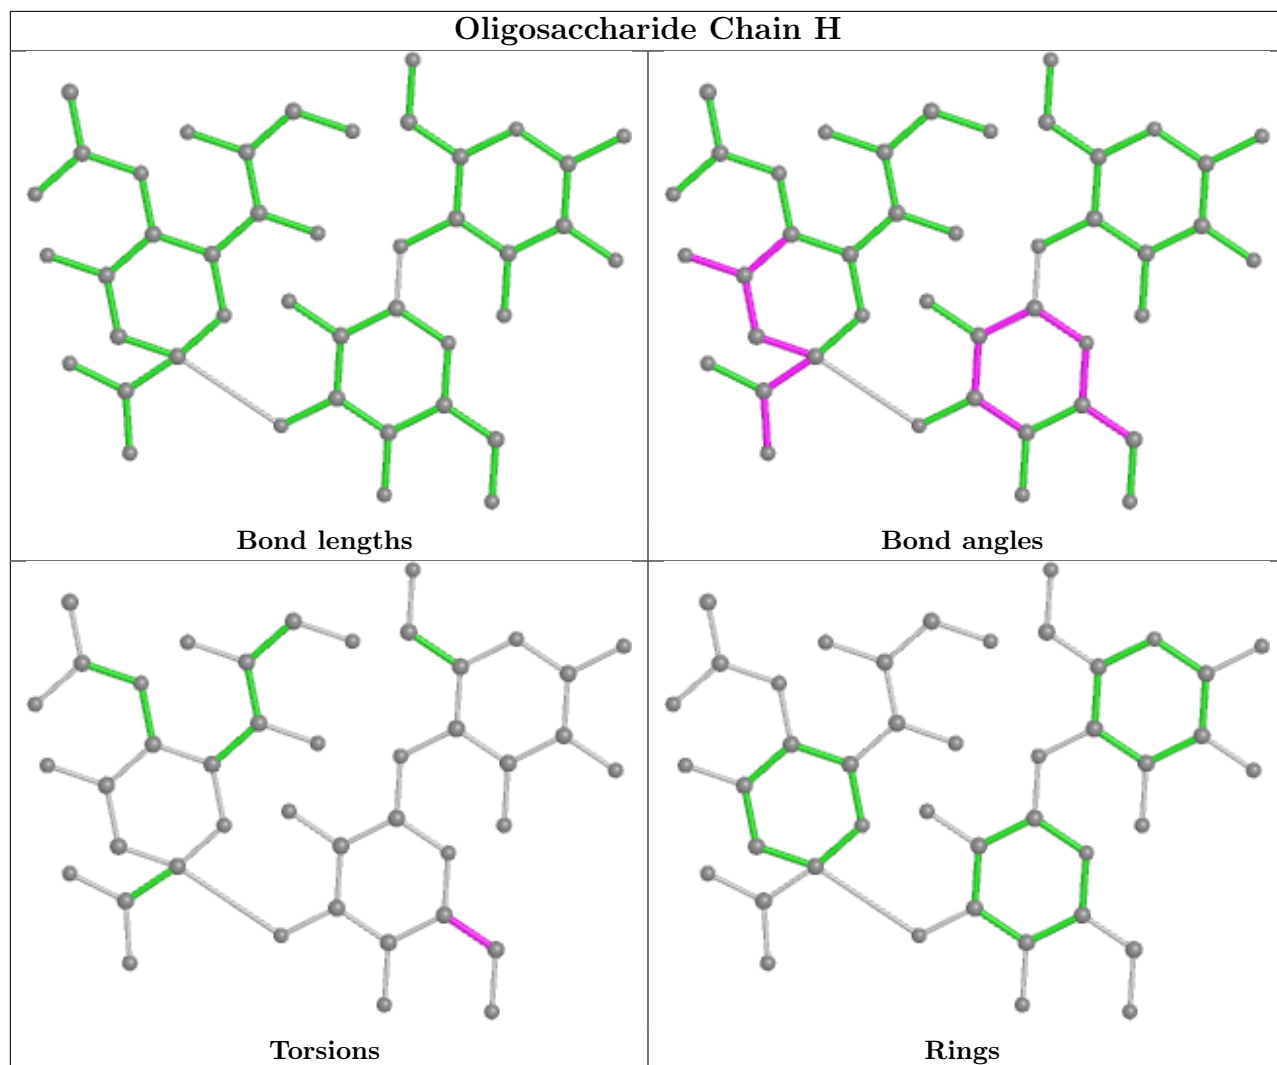 Oligosaccharide Chain H
Bond lengths
Bond angles
Torsions
Rings